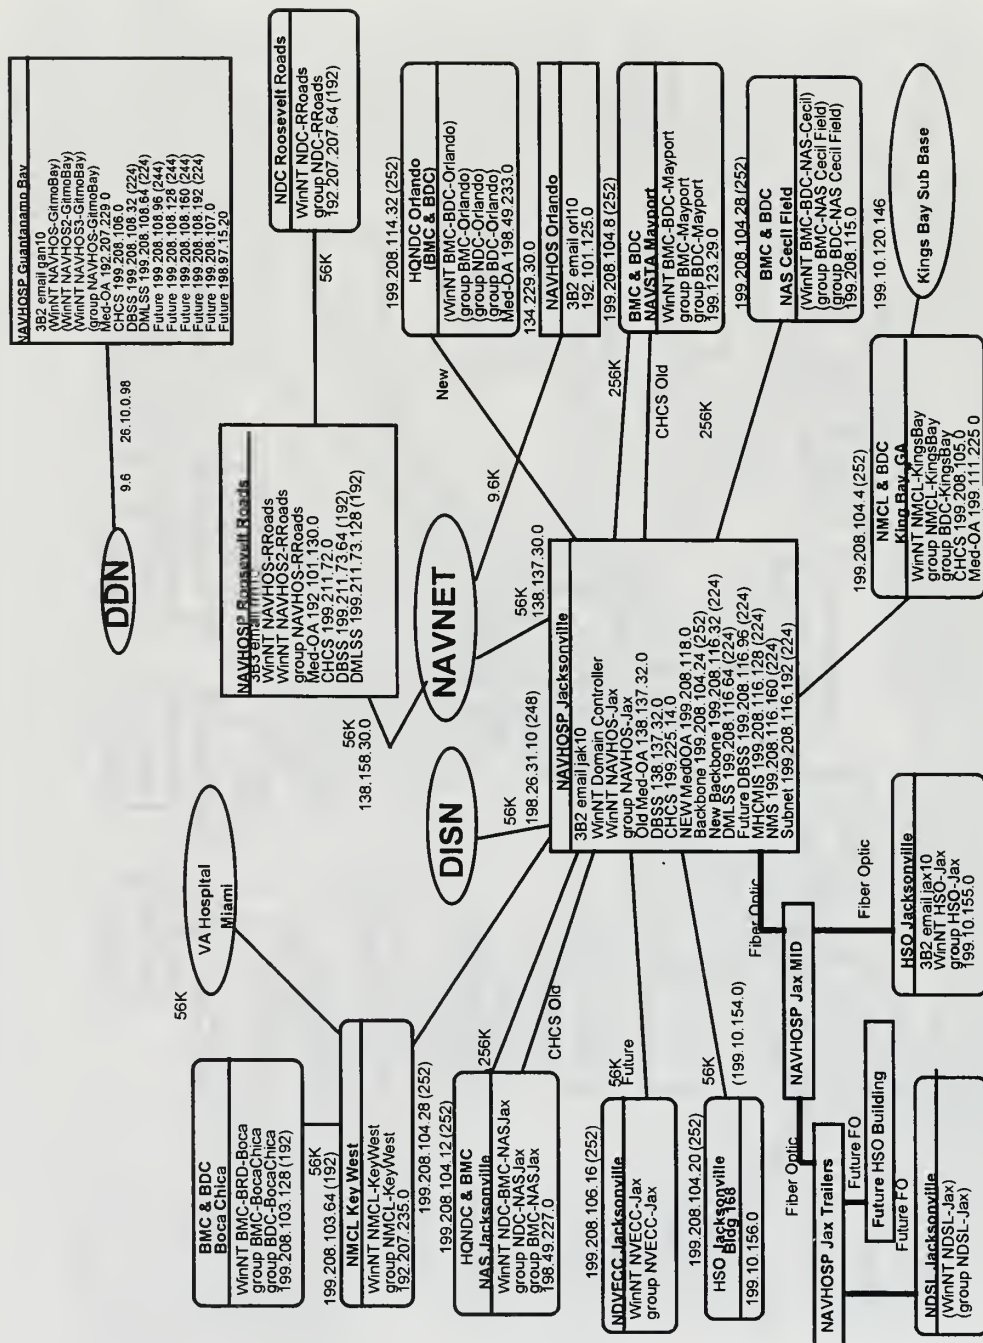 NAVHOSP Guantanamo Bay
3B2 email gan10
(WinNT NAVHOS-GitmoBay)
(WinNT NAVHOS2-GitmoBay)
(WinNT NAVHOS3-GitmoBay)
(group NAVHOS-GitmoBay)
Med-OA 192.207.229.0
CHCS 199.208.106.0
DBSS 199.208.108.32 (224)
DMLSS 199.208.108.64 (224)
Future 199.208.108.96 (244)
Future 199.208.108.128 (244)
Future 199.208.108.160 (244)
Future 199.208.108.192 (224)
Future 199.208.107.0
Future 198.97.15.20
26.10.0.98
9.6
DDN
NDC Roosevelt Roads
WinNT NDC-RRoads
group NDC-RRoads
192.207.207.64 (192)
56K
NAVHOSP Roosevelt Roads
3B3 email
WinNT NAVHOS-RRoads
WinNT NAVHOS2-RRoads
group NAVHOS-RRoads
Med-OA 192.101.130.0
CHCS 199.211.72.0
DBSS 199.211.73.64 (192)
DMLSS 199.211.73.128 (192)
56K
138.158.30.0
VA Hospital
Miami
56K
BMC & BDC
Boca Chica
WinNT BMC-BRD-Boca
group BMC-BocaChica
group BDC-BocaChica
199.208.103.128 (192)
56K
199.208.103.64 (192)
NMCL Key West
WinNT NMCL-KeyWest
group NMCL-KeyWest
192.207.235.0
199.208.104.28 (252)
DISN
56K
198.26.31.10 (248)
NAVNET
56K
138.137.30.0
9.6K
New
199.208.114.32 (252)
HQNDC Orlando
(BMC & BDC)
(WinNT BMC-BDC-Orlando)
(group BMC-Orlando)
(group NDC-Orlando)
(group BDC-Orlando)
Med-OA 198.49.233.0
134.229.30.0
NAVHOS Orlando
3B2 email orl10
192.101.125.0
199.208.104.8 (252)
BMC & BDC
NAVSTA Mayport
WinNT BMC-BDC-Mayport
group BMC-Mayport
group BDC-Mayport
199.123.29.0
256K
CHCS Old
199.208.104.28 (252)
BMC & BDC
NAS Cecil Field
(WinNT BMC-BDC-NAS-Cecil)
(group BMC-NAS Cecil Field)
(group BDC-NAS Cecil Field)
199.208.115.0
256K
199.10.120.146
Kings Bay Sub Base
199.208.104.4 (252)
NMCL & BDC
King Bay, GA
WinNT NMCL-KingsBay
group NMCL-KingsBay
group BDC-KingsBay
CHCS 199.208.105.0
Med-OA 199.111.225.0
NAVHOSP Jacksonville
3B2 email jak10
WinNT Domain Controller
WinNT NAVHOS-Jax
group NAVHOS-Jax
Old Med-OA 138.137.32.0
DBSS 138.137.32.0
CHCS 199.225.14.0
NEW MedOOA 199.208.118.0
Backbone 199.208.104.24 (252)
New Backbone 199.208.116.32 (224)
DMLSS 199.208.116.64 (224)
Future DBSS 199.208.116.96 (224)
MHCMIS 199.208.116.128 (224)
NMS 199.208.116.160 (224)
Subnet 199.208.116.192 (224)
199.208.104.12 (252)
HQNDC & BMC
NAS Jacksonville
WinNT NDC-BMC-NASJax
group NDC-NASJax
group BMC-NASJax
198.49.227.0
256K
CHCS Old
199.208.106.16 (252)
NDVECC Jacksonville
WinNT NVECC-Jax
group NVECC-Jax
56K
Future
199.208.104.20 (252)
HSO Jacksonville
Bldg 168
199.10.156.0
56K
(199.10.154.0)
Fiber Optic
NAVHOSP Jax MID
Fiber Optic
HSO Jacksonville
3B2 email jax10
WinNT HSO-Jax
group HSO-Jax
199.10.155.0
Fiber Optic
NAVHOSP Jax Trailers
Future FO
Future HSO Building
Future FO
NDSL Jacksonville
(WinNT NDSL-Jax)
(group NDSL-Jax)